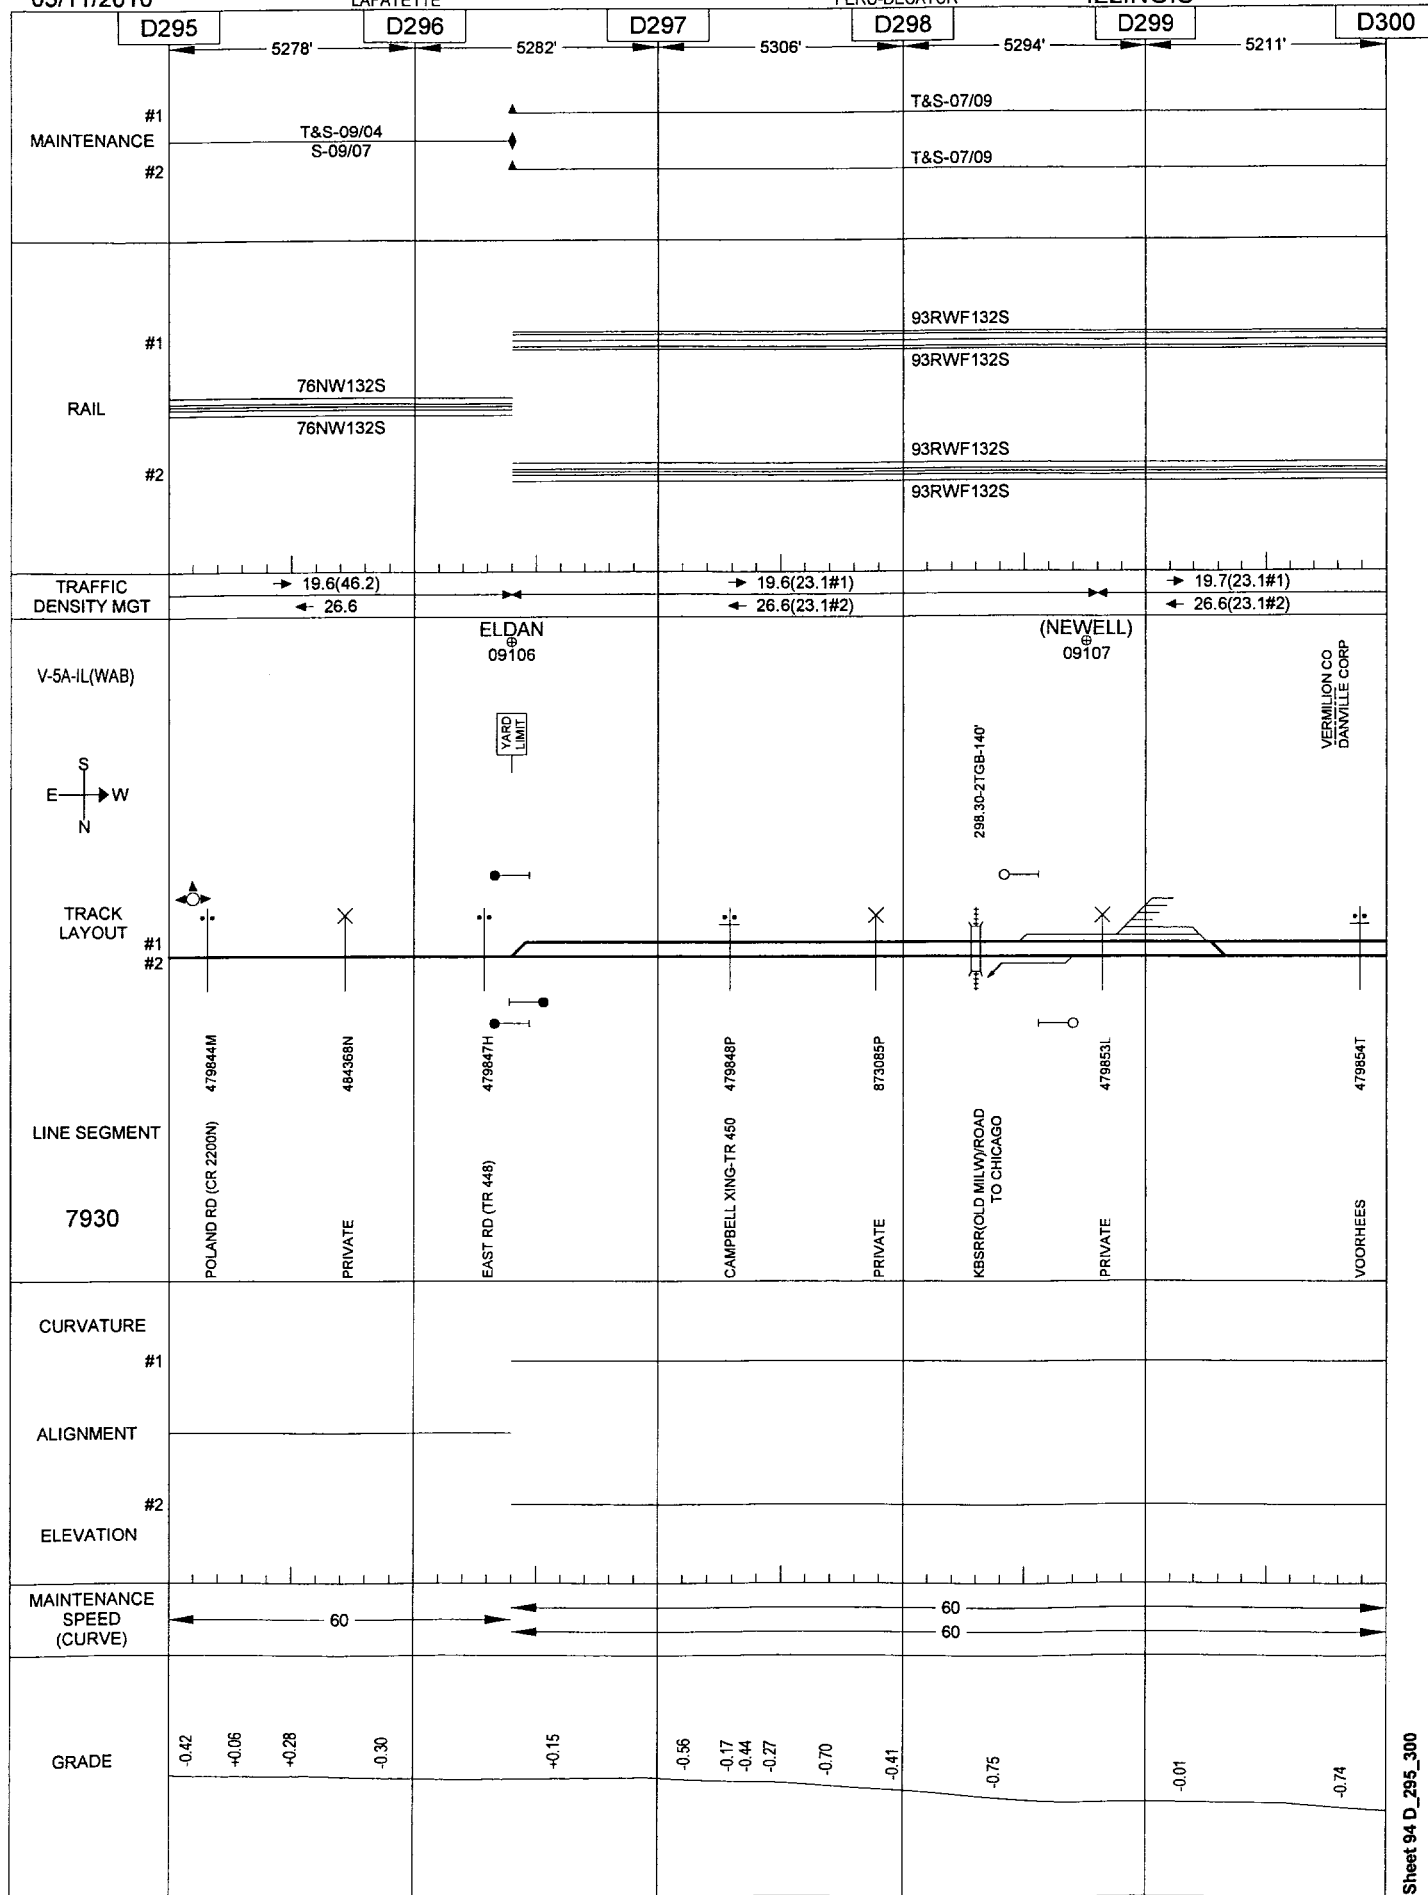 03/11/2010 LAFAYETTE PERU-DECATUR ILLINOIS
D295 D296 D297 D298 D299 D300
5278' 5282' 5306' 5294' 5211'
#1
T&S-07/09
MAINTENANCE
T&S-09/04
S-09/07
T&S-07/09
#2
93RWF132S
#1
93RWF132S
76NW132S
RAIL
76NW132S
93RWF132S
#2
93RWF132S
TRAFFIC
DENSITY MGT
→ 19.6(46.2) → 19.6(23.1#1) → 19.7(23.1#1)
← 26.6 ← 26.6(23.1#2) ← 26.6(23.1#2)
ELDAN
09106
(NEWELL)
09107
V-5A-IL(WAB)
VERMILION CO
DANVILLE CORP
YARD
LIMIT
S
E W
N
298.30-2TGB-140'
TRACK
LAYOUT
#1
#2
479844M
484368N
479847H
479848P
873085P
479853L
479854T
LINE SEGMENT
7930
POLAND RD (CR 2200N)
PRIVATE
EAST RD (TR 448)
CAMPBELL XING-TR 450
PRIVATE
KBSRR(OLD MILW)/ROAD
TO CHICAGO
PRIVATE
VOORHEES
CURVATURE
#1
ALIGNMENT
#2
ELEVATION
MAINTENANCE
SPEED
(CURVE)
60
60
60
GRADE
-0.42 +0.06 +0.28 -0.30 +0.15 -0.56 -0.17 -0.44 -0.27 -0.70 -0.41 -0.75 -0.01 -0.74
Sheet 94 D_295_300